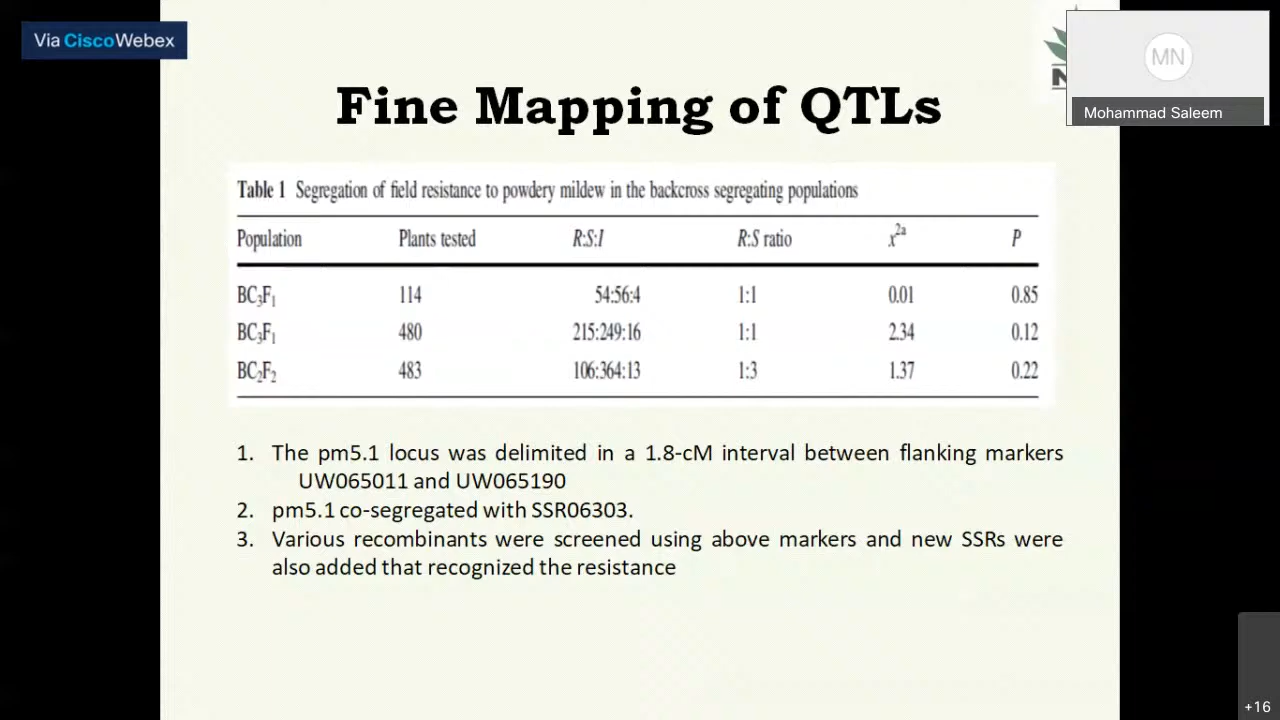 Via CiscoWebex
MN
Mohammad Saleem
Fine Mapping of QTLs
Table 1 Segregation of field resistance to powdery mildew in the backcross segregating populations
Population Plants tested R:S:I R:S ratio x²ᵃ P
BC₃F₁ 114 54:56:4 1:1 0.01 0.85
BC₃F₁ 480 215:249:16 1:1 2.34 0.12
BC₂F₂ 483 106:364:13 1:3 1.37 0.22
1. The pm5.1 locus was delimited in a 1.8-cM interval between flanking markers
UW065011 and UW065190
2. pm5.1 co-segregated with SSR06303.
3. Various recombinants were screened using above markers and new SSRs were
also added that recognized the resistance
+16